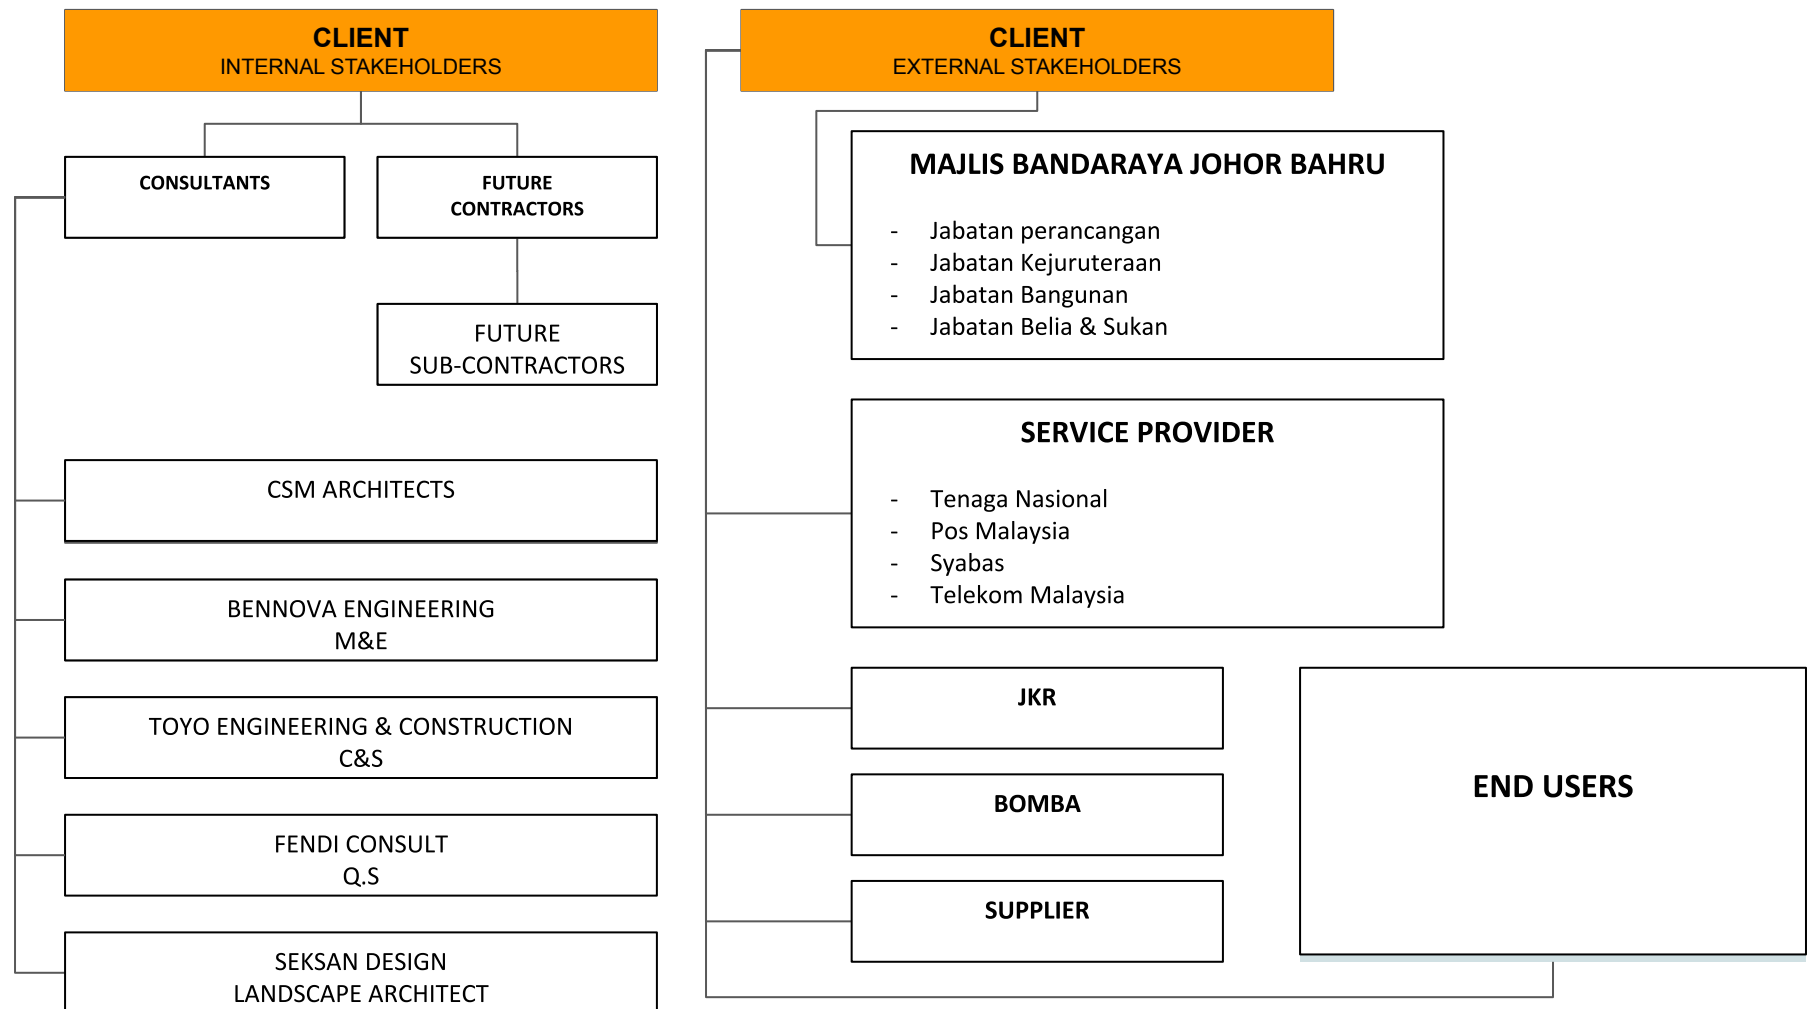 CLIENT
INTERNAL STAKEHOLDERS
CONSULTANTS
FUTURE
CONTRACTORS
FUTURE
SUB-CONTRACTORS
CSM ARCHITECTS
BENNOVA ENGINEERING
M&E
TOYO ENGINEERING & CONSTRUCTION
C&S
FENDI CONSULT
Q.S
SEKSAN DESIGN
LANDSCAPE ARCHITECT
CLIENT
EXTERNAL STAKEHOLDERS
MAJLIS BANDARAYA JOHOR BAHRU
- Jabatan perancangan
- Jabatan Kejuruteraan
- Jabatan Bangunan
- Jabatan Belia & Sukan
SERVICE PROVIDER
- Tenaga Nasional
- Pos Malaysia
- Syabas
- Telekom Malaysia
JKR
BOMBA
SUPPLIER
END USERS